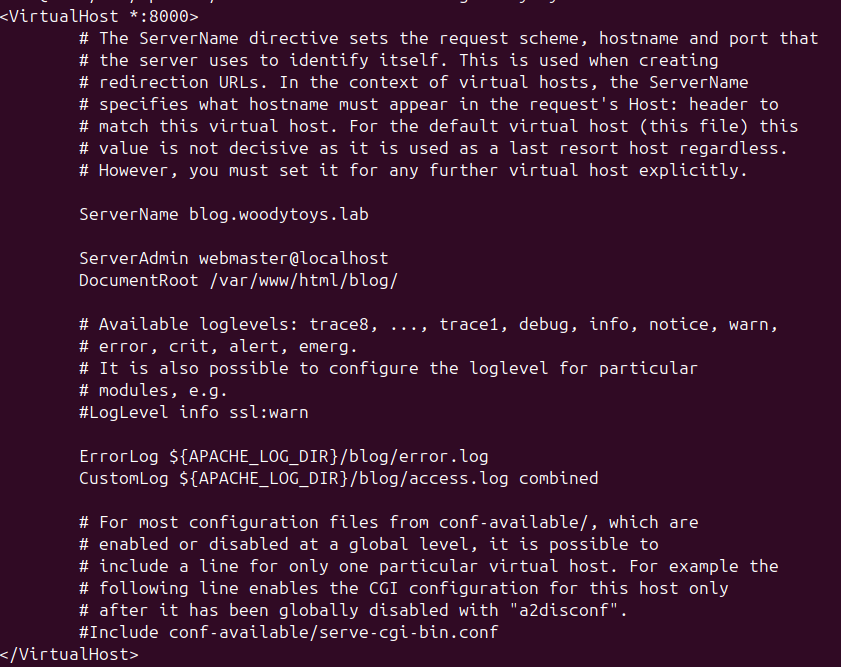 <VirtualHost *:8000>
# The ServerName directive sets the request scheme, hostname and port that
# the server uses to identify itself. This is used when creating
# redirection URLs. In the context of virtual hosts, the ServerName
# specifies what hostname must appear in the request's Host: header to
# match this virtual host. For the default virtual host (this file) this
# value is not decisive as it is used as a last resort host regardless.
# However, you must set it for any further virtual host explicitly.
ServerName blog.woodytoys.lab
ServerAdmin webmaster@localhost
DocumentRoot /var/www/html/blog/
# Available loglevels: trace8, ..., trace1, debug, info, notice, warn,
# error, crit, alert, emerg.
# It is also possible to configure the loglevel for particular
# modules, e.g.
#LogLevel info ssl:warn
ErrorLog ${APACHE_LOG_DIR}/blog/error.log
CustomLog ${APACHE_LOG_DIR}/blog/access.log combined
# For most configuration files from conf-available/, which are
# enabled or disabled at a global level, it is possible to
# include a line for only one particular virtual host. For example the
# following line enables the CGI configuration for this host only
# after it has been globally disabled with "a2disconf".
#Include conf-available/serve-cgi-bin.conf
</VirtualHost>